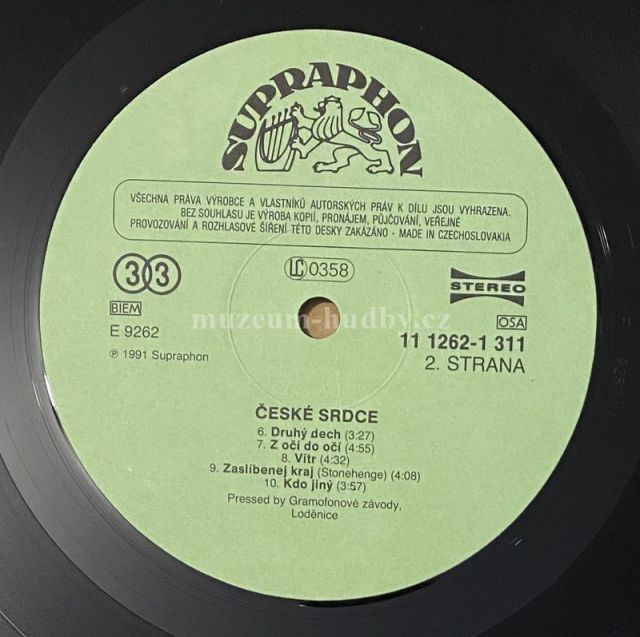 SUPRAPHON
VŠECHNA PRÁVA VÝROBCE A VLASTNÍKŮ AUTORSKÝCH PRÁV K DÍLU JSOU VYHRAZENA.
BEZ SOUHLASU JE VÝROBA KOPIÍ, PRONÁJEM, PŮJČOVÁNÍ, VEŘEJNÉ
PROVOZOVÁNÍ A ROZHLASOVÉ ŠÍŘENÍ TÉTO DESKY ZAKÁZÁNO · MADE IN CZECHOSLOVAKIA
33
LC 0358
STEREO
BIEM
OSA
muzeum-hudby.cz
E 9262
11 1262-1 311
℗ 1991 Supraphon
2. STRANA
ČESKÉ SRDCE
6. Druhý dech (3:27)
7. Z očí do očí (4:55)
8. Vítr (4:32)
9. Zaslíbenej kraj (Stonehenge) (4:08)
10. Kdo jiný (3:57)
Pressed by Gramofonové závody,
Loděnice